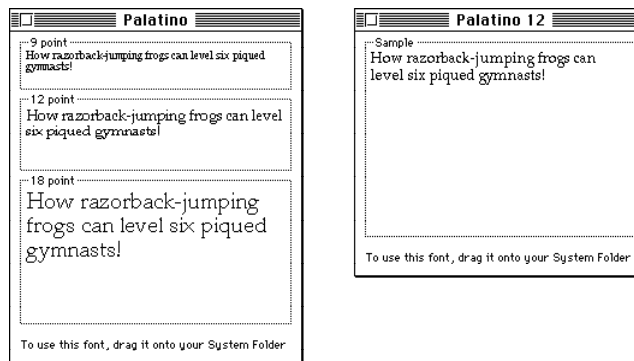 Palatino
9 point
How razorback-jumping frogs can level six piqued
gymnasts!
12 point
How razorback-jumping frogs can level
six piqued gymnasts!
18 point
How razorback-jumping
frogs can level six piqued
gymnasts!
To use this font, drag it onto your System Folder
Palatino 12
Sample
How razorback-jumping frogs can
level six piqued gymnasts!
To use this font, drag it onto your System Folder